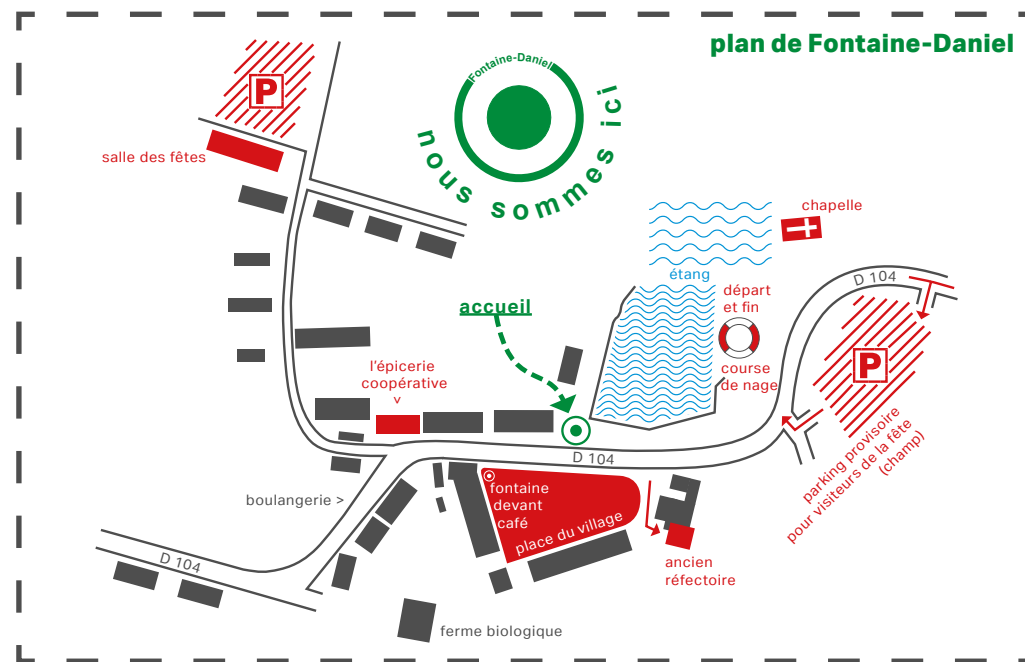 plan de Fontaine-Daniel
Fontaine-Daniel
nous sommes ici
P
salle des fêtes
chapelle
étang
D 104
départ
et fin
course
de nage
accueil
P
l'épicerie
coopérative
v
parking provisoire
pour visiteurs de la fête
(champ)
D 104
boulangerie >
fontaine
devant
café
place du village
ancien
réfectoire
D 104
ferme biologique